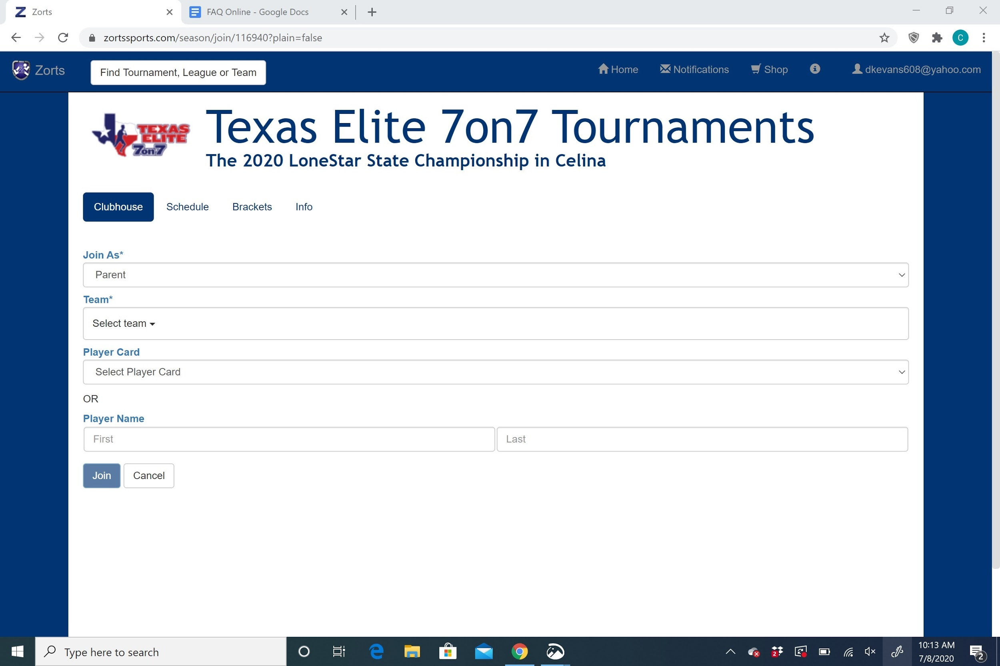 Zorts
FAQ Online - Google Docs
zortssports.com/season/join/116940?plain=false
C
Zorts
Find Tournament, League or Team
Home
Notifications
Shop
dkevans608@yahoo.com
TEXAS
ELITE
7on7
Texas Elite 7on7 Tournaments
The 2020 LoneStar State Championship in Celina
Clubhouse
Schedule
Brackets
Info
Join As*
Parent
Team*
Select team
Player Card
Select Player Card
OR
Player Name
First
Last
Join
Cancel
Type here to search
2
10:13 AM
7/8/2020
2